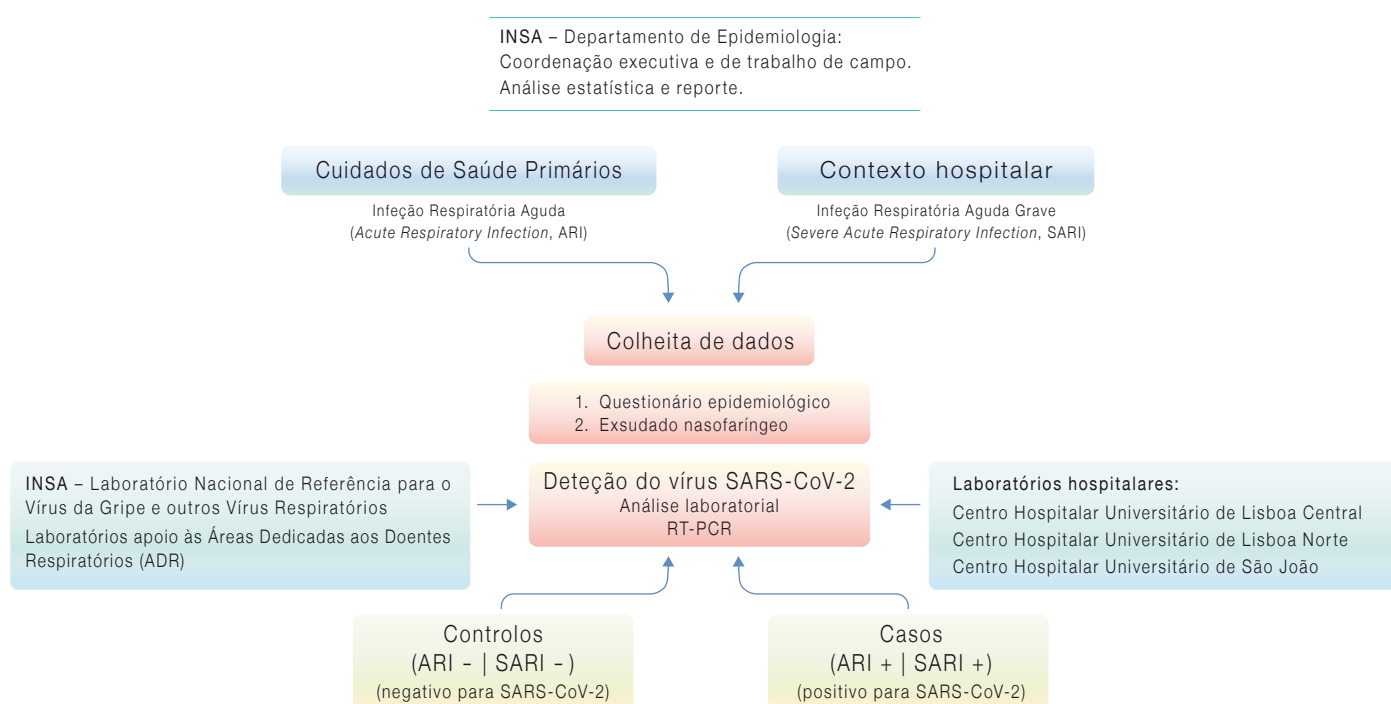 INSA – Departamento de Epidemiologia:
Coordenação executiva e de trabalho de campo.
Análise estatística e reporte.
Cuidados de Saúde Primários
Infeção Respiratória Aguda
(Acute Respiratory Infection, ARI)
Contexto hospitalar
Infeção Respiratória Aguda Grave
(Severe Acute Respiratory Infection, SARI)
Colheita de dados
1. Questionário epidemiológico
2. Exsudado nasofaríngeo
INSA – Laboratório Nacional de Referência para o
Vírus da Gripe e outros Vírus Respiratórios
Laboratórios apoio às Áreas Dedicadas aos Doentes
Respiratórios (ADR)
Deteção do vírus SARS-CoV-2
Análise laboratorial
RT-PCR
Laboratórios hospitalares:
Centro Hospitalar Universitário de Lisboa Central
Centro Hospitalar Universitário de Lisboa Norte
Centro Hospitalar Universitário de São João
Controlos
(ARI - | SARI - )
(negativo para SARS-CoV-2)
Casos
(ARI + | SARI +)
(positivo para SARS-CoV-2)